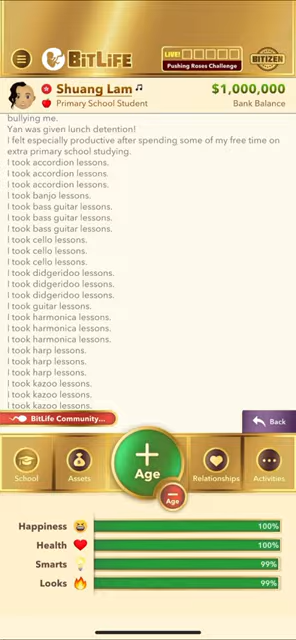 BITLIFE
LIVE!
Pushing Roses Challenge
BITIZEN
Shuang Lam
$1,000,000
Primary School Student
Bank Balance
bullying me.
Yan was given lunch detention!
I felt especially productive after spending some of my free time on
extra primary school studying.
I took accordion lessons.
I took accordion lessons.
I took accordion lessons.
I took banjo lessons.
I took bass guitar lessons.
I took bass guitar lessons.
I took bass guitar lessons.
I took cello lessons.
I took cello lessons.
I took cello lessons.
I took didgeridoo lessons.
I took didgeridoo lessons.
I took didgeridoo lessons.
I took guitar lessons.
I took harmonica lessons.
I took harmonica lessons.
I took harmonica lessons.
I took harp lessons.
I took harp lessons.
I took harp lessons.
I took kazoo lessons.
I took kazoo lessons.
I took kazoo lessons.
BitLife Community...
Back
School
Assets
Age
Age
Relationships
Activities
Happiness
100%
Health
100%
Smarts
99%
Looks
99%